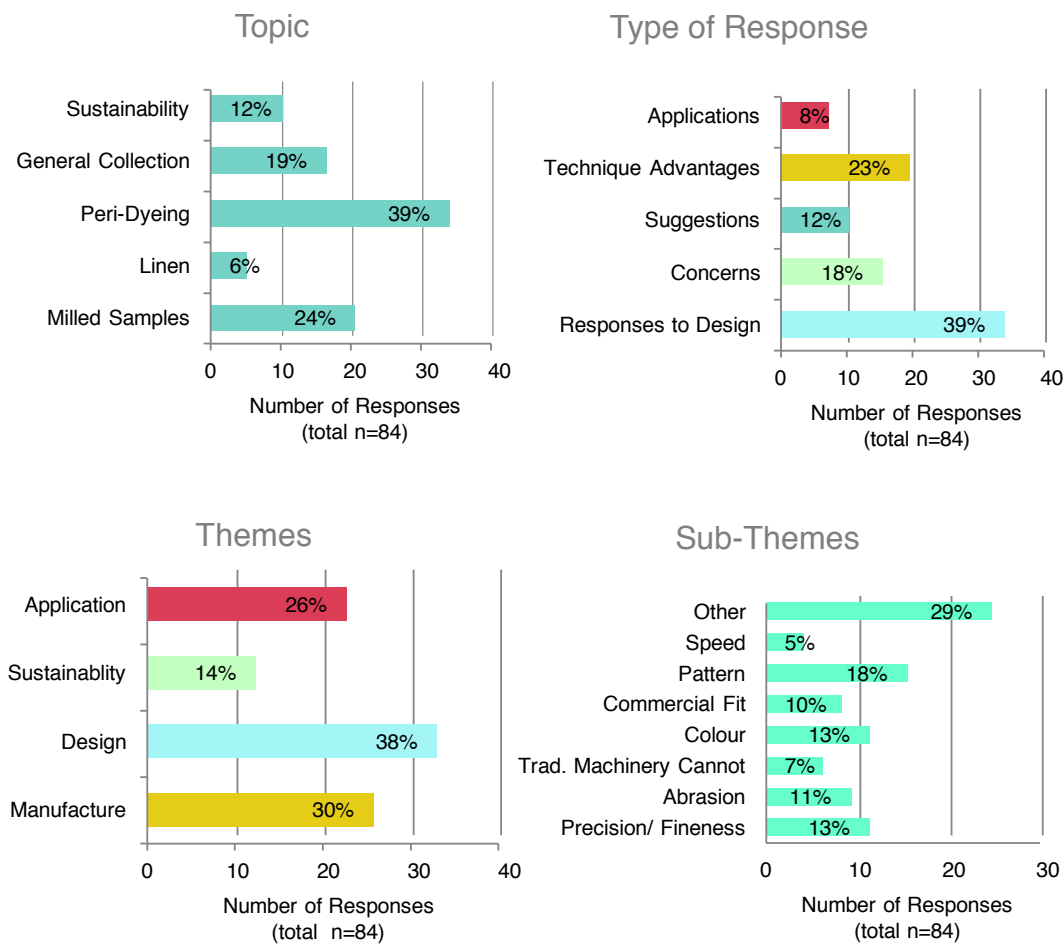 Topic
Sustainability 12%
General Collection 19%
Peri-Dyeing 39%
Linen 6%
Milled Samples 24%
0 10 20 30 40
Number of Responses
(total n=84)
Type of Response
Applications 8%
Technique Advantages 23%
Suggestions 12%
Concerns 18%
Responses to Design 39%
0 10 20 30 40
Number of Responses
(total n=84)
Themes
Application 26%
Sustainablity 14%
Design 38%
Manufacture 30%
0 10 20 30 40
Number of Responses
(total n=84)
Sub-Themes
Other 29%
Speed 5%
Pattern 18%
Commercial Fit 10%
Colour 13%
Trad. Machinery Cannot 7%
Abrasion 11%
Precision/ Fineness 13%
0 10 20 30
Number of Responses
(total n=84)